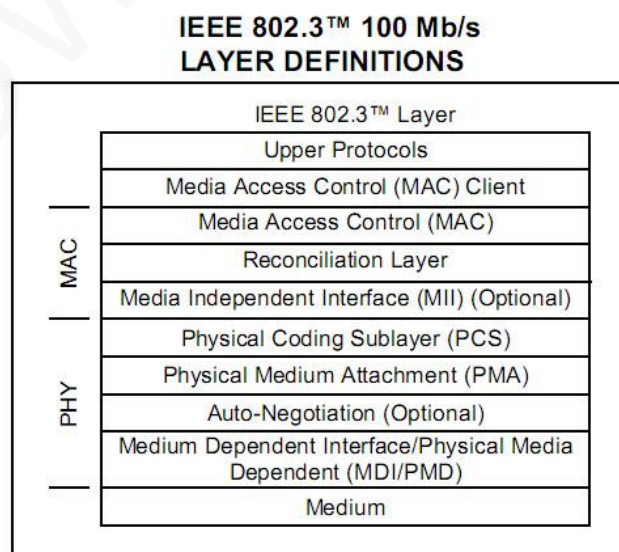 IEEE 802.3™ 100 Mb/s
LAYER DEFINITIONS
IEEE 802.3™ Layer
Upper Protocols
Media Access Control (MAC) Client
MAC
Media Access Control (MAC)
Reconciliation Layer
Media Independent Interface (MII) (Optional)
PHY
Physical Coding Sublayer (PCS)
Physical Medium Attachment (PMA)
Auto-Negotiation (Optional)
Medium Dependent Interface/Physical Media
Dependent (MDI/PMD)
Medium